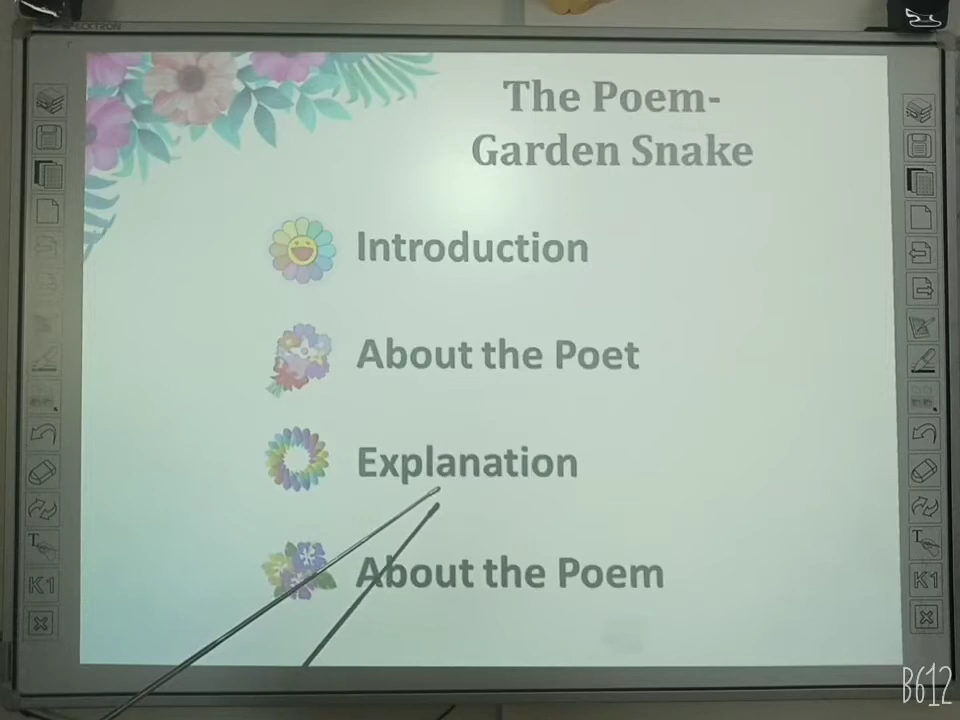 The Poem-
Garden Snake
Introduction
About the Poet
Explanation
About the Poem
T
K1
T
K1
B612